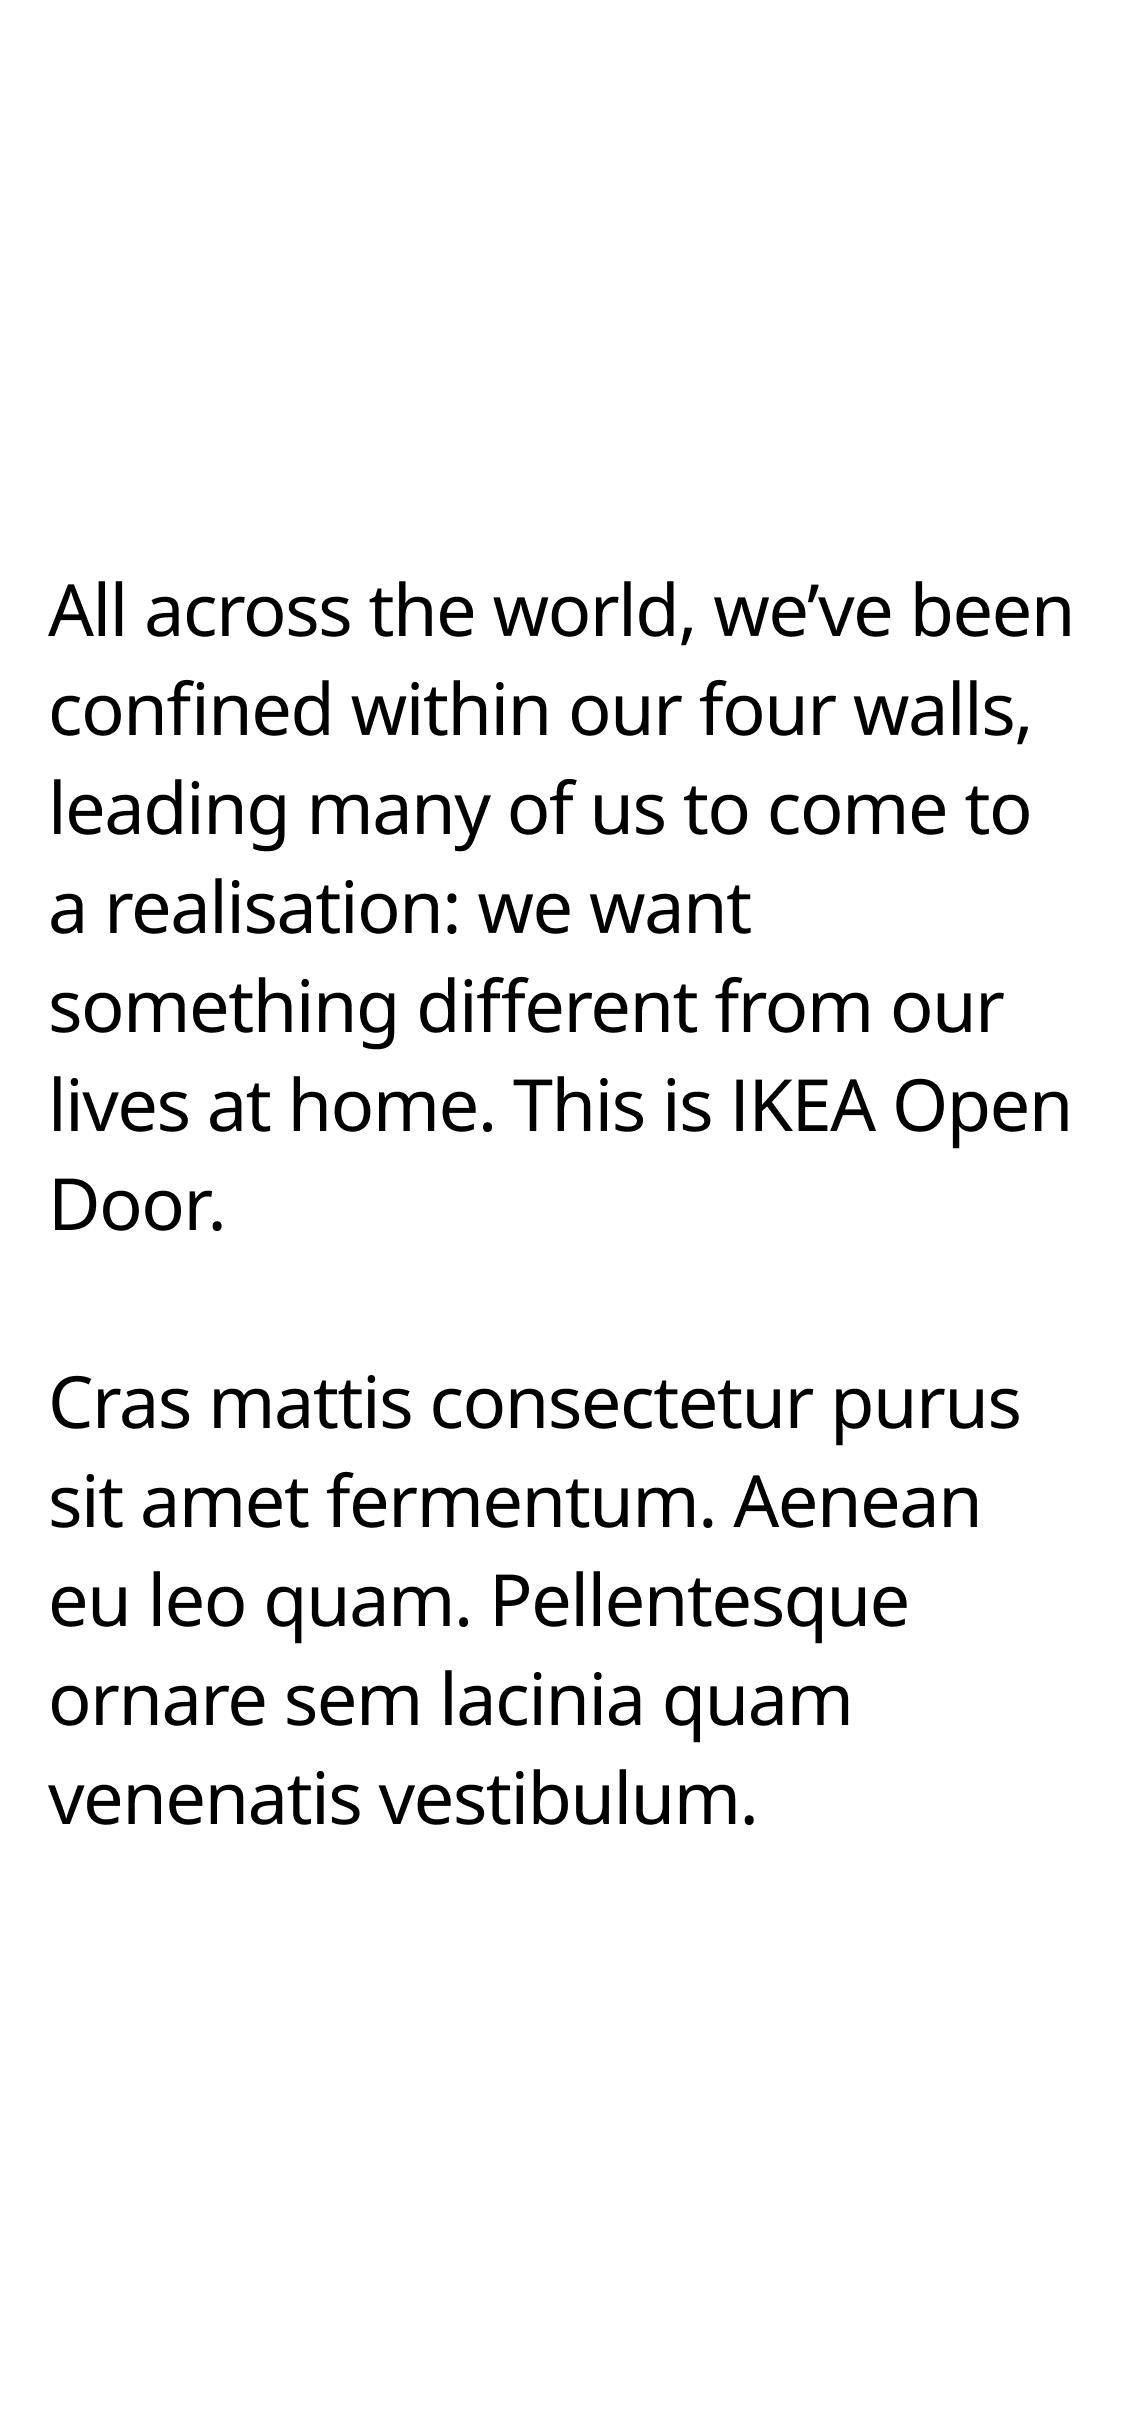 All across the world, we’ve been
confined within our four walls,
leading many of us to come to
a realisation: we want
something different from our
lives at home. This is IKEA Open
Door.
Cras mattis consectetur purus
sit amet fermentum. Aenean
eu leo quam. Pellentesque
ornare sem lacinia quam
venenatis vestibulum.